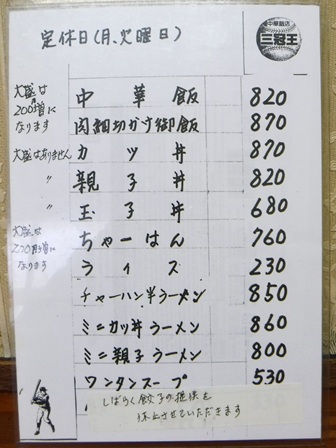 定休日(月、火曜日)
中華飯店
三冠王
大盛は
200円増に
なります
中華飯 820
肉細切かけ御飯 870
大盛はありません
カツ丼 870
〃 親子丼 820
〃 玉子丼 680
大盛は
200円増に
なります
ちゃーはん 760
ライス 230
チャーハン半ラーメン 850
ミニカツ丼ラーメン 860
ミニ親子ラーメン 800
ワンタンスープ 530
しばらく餃子の提供を
休止させていただきます